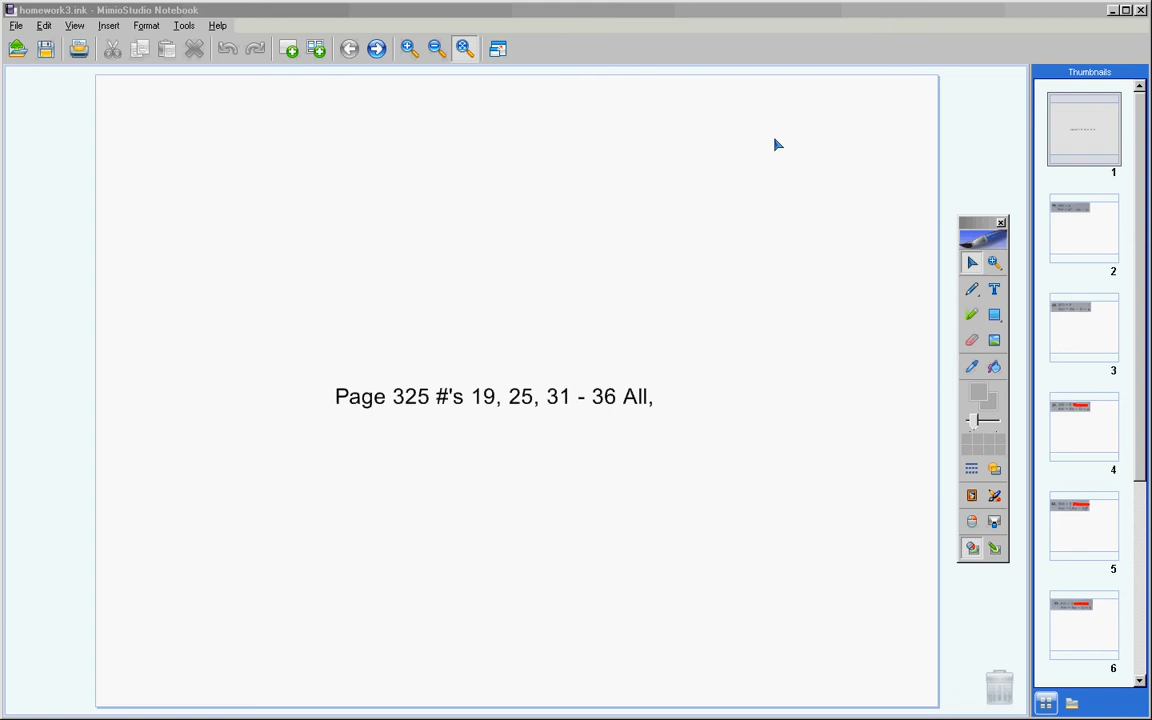 homework3.ink - MimioStudio Notebook
File Edit View Insert Format Tools Help
Thumbnails
Page 325 #'s 19, 25, 31 - 36 All,
1
2
3
4
5
6